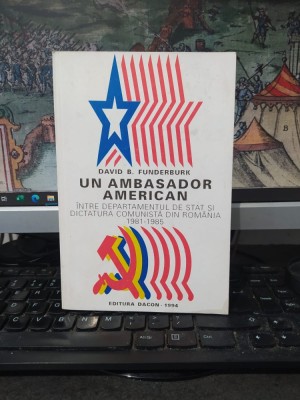 DAVID B. FUNDERBURK
UN AMBASADOR
AMERICAN
ÎNTRE DEPARTAMENTUL DE STAT ȘI
DICTATURA COMUNISTĂ DIN ROMÂNIA
1981-1985
EDITURA DACON - 1994